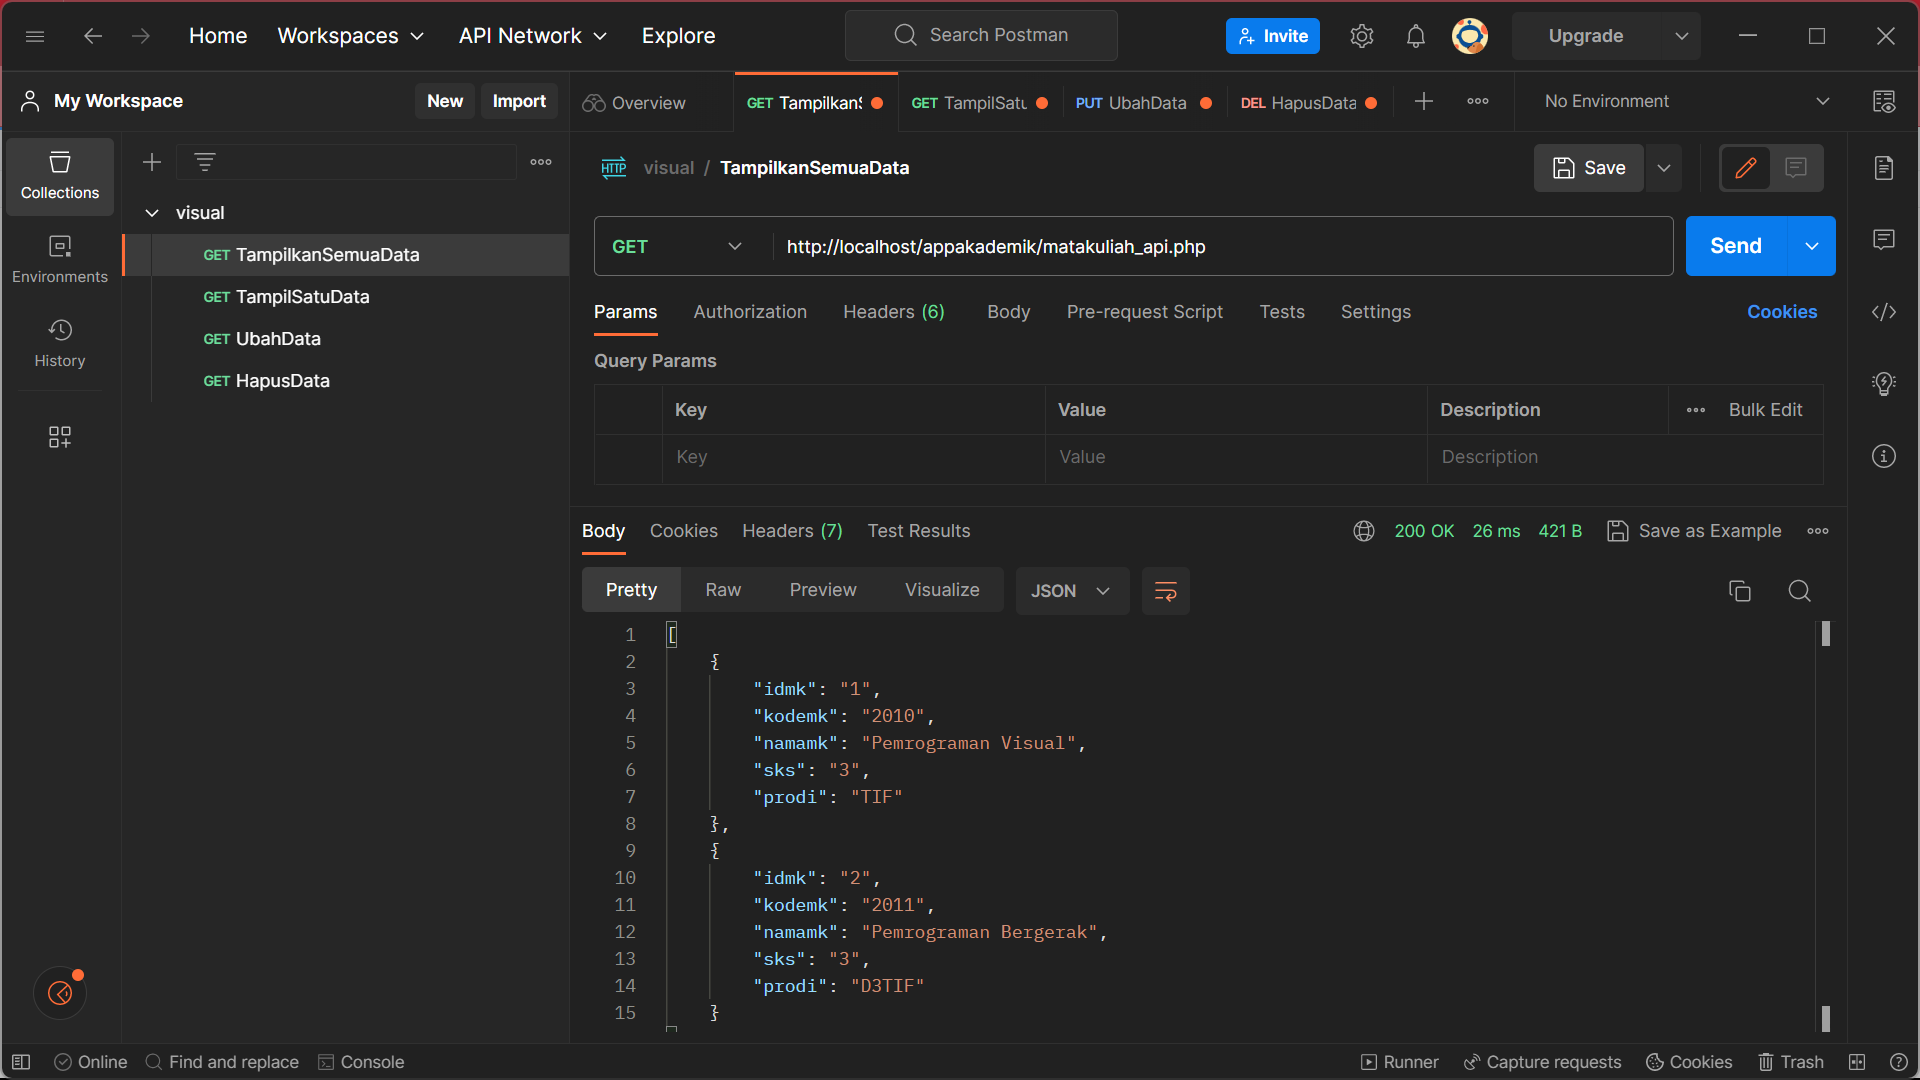 Home Workspaces API Network Explore Search Postman Invite Upgrade
My Workspace New Import Overview GET Tampilkan DEL HapusData No Environment
GET TampilSatu PUT UbahData
Collections
Environments
History
visual
GET TampilkanSemuaData
GET TampilSatuData
GET UbahData
GET HapusData
HTTP visual / TampilkanSemuaData Save
GET http://localhost/appakademik/matakuliah_api.php Send
Params Authorization Headers (6) Body Pre-request Script Tests Settings Cookies
Query Params
Key Value Description Bulk Edit
Key Value Description
Body Cookies Headers (7) Test Results 200 OK 26 ms 421 B Save as Example
Pretty Raw Preview Visualize JSON
1 [
2 {
3 "idmk": "1",
4 "kodemk": "2010",
5 "namamk": "Pemrograman Visual",
6 "sks": "3",
7 "prodi": "TIF"
8 },
9 {
10 "idmk": "2",
11 "kodemk": "2011",
12 "namamk": "Pemrograman Bergerak",
13 "sks": "3",
14 "prodi": "D3TIF"
15 }
Online Find and replace Console Runner Capture requests Cookies Trash